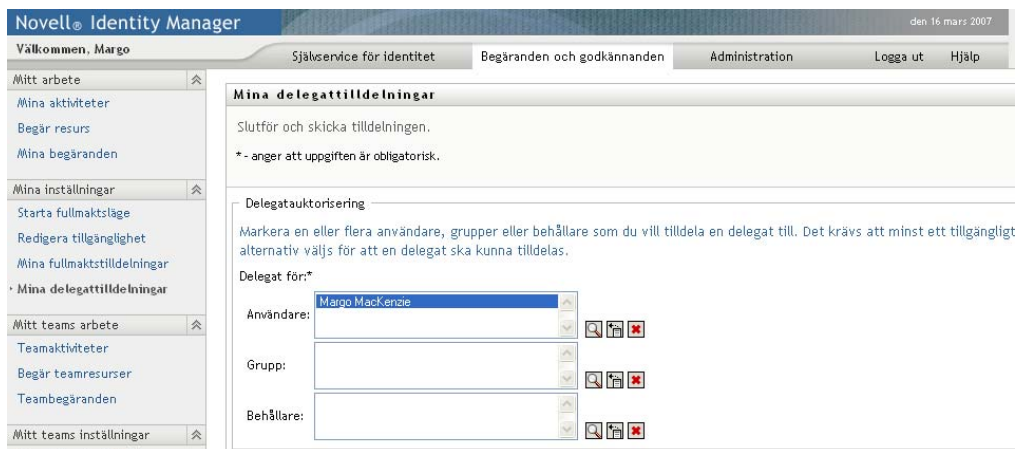 Novell® Identity Manager
den 16 mars 2007
Välkommen, Margo
Självservice för identitet
Begäranden och godkännanden
Administration
Logga ut
Hjälp
Mitt arbete
Mina aktiviteter
Begär resurs
Mina begäranden
Mina inställningar
Starta fullmaktsläge
Redigera tillgänglighet
Mina fullmaktstilldelningar
Mina delegattilldelningar
Mitt teams arbete
Teamaktiviteter
Begär teamresurser
Teambegäranden
Mitt teams inställningar
Mina delegattilldelningar
Slutför och skicka tilldelningen.
* - anger att uppgiften är obligatorisk.
Delegatauktorisering
Markera en eller flera användare, grupper eller behållare som du vill tilldela en delegat till. Det krävs att minst ett tillgängligt
alternativ väljs för att en delegat ska kunna tilldelas.
Delegat för:*
Användare:
Margo MacKenzie
Grupp:
Behållare: